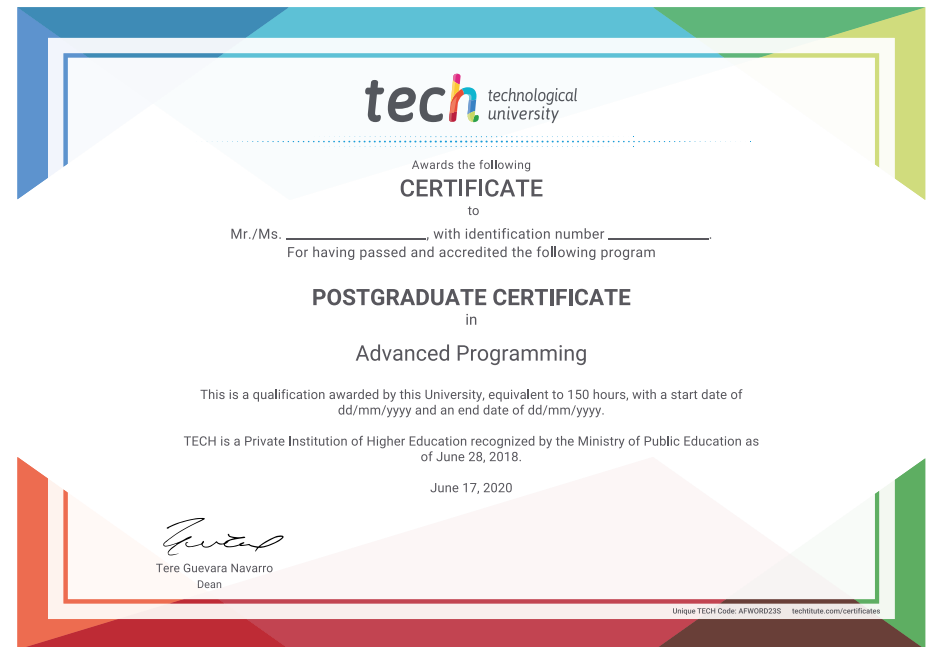 tech technological
university
Awards the following
CERTIFICATE
to
Mr./Ms. ____________________, with identification number ______________.
For having passed and accredited the following program
POSTGRADUATE CERTIFICATE
in
Advanced Programming
This is a qualification awarded by this University, equivalent to 150 hours, with a start date of
dd/mm/yyyy and an end date of dd/mm/yyyy.
TECH is a Private Institution of Higher Education recognized by the Ministry of Public Education as
of June 28, 2018.
June 17, 2020
Tere Guevara Navarro
Dean
Unique TECH Code: AFWORD23S techtitute.com/certificates